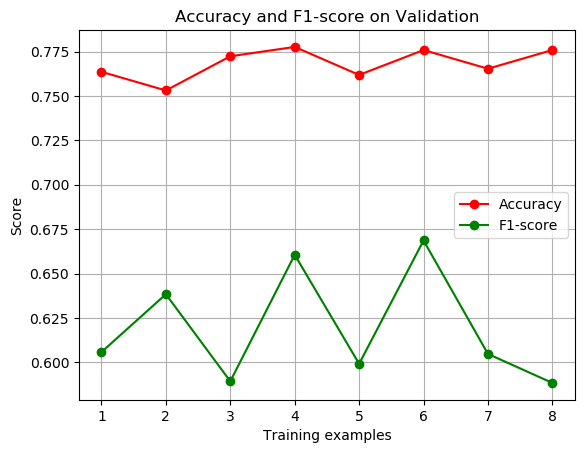 Accuracy and F1-score on Validation
0.775
0.750
0.725
0.700
0.675
0.650
0.625
0.600
Score
Accuracy
F1-score
1 2 3 4 5 6 7 8
Training examples